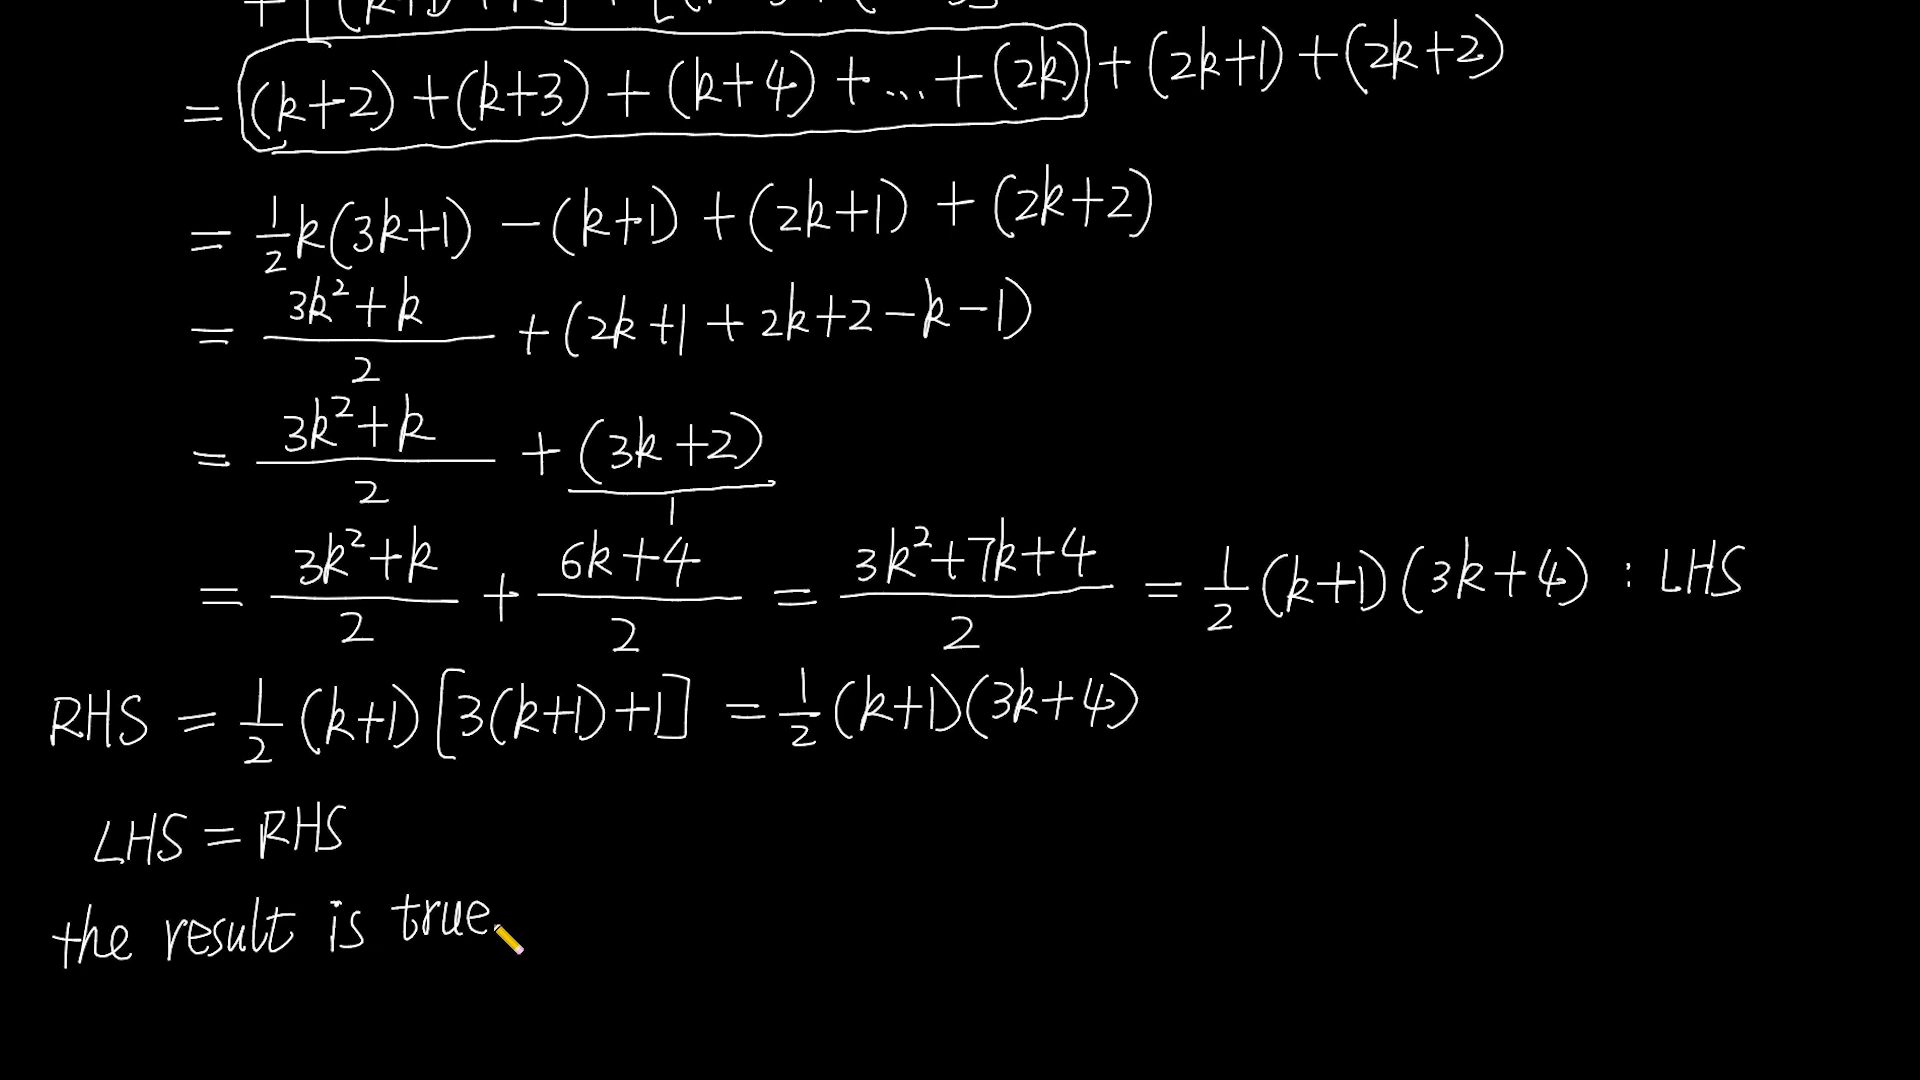 = (k+2) + (k+3) + (k+4) + ... + (2k) + (2k+1) + (2k+2)
= 1/2 k(3k+1) - (k+1) + (2k+1) + (2k+2)
= (3k²+k)/2 + (2k+1+2k+2-k-1)
= (3k²+k)/2 + (3k+2)/1
= (3k²+k)/2 + (6k+4)/2 = (3k²+7k+4)/2 = 1/2 (k+1)(3k+4) : LHS
RHS = 1/2 (k+1)[3(k+1)+1] = 1/2 (k+1)(3k+4)
LHS = RHS
the result is true.